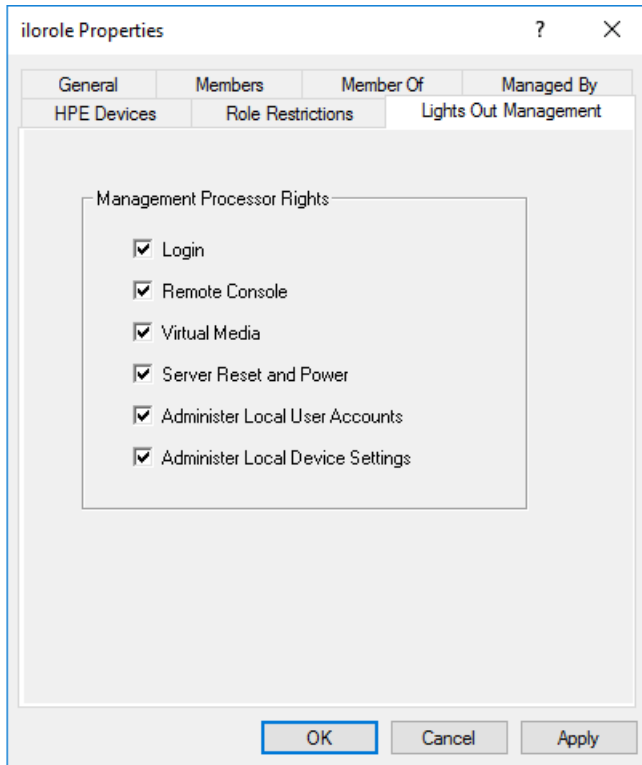 ilorole Properties ? ×
General Members Member Of Managed By
HPE Devices Role Restrictions Lights Out Management
Management Processor Rights
Login
Remote Console
Virtual Media
Server Reset and Power
Administer Local User Accounts
Administer Local Device Settings
OK Cancel Apply